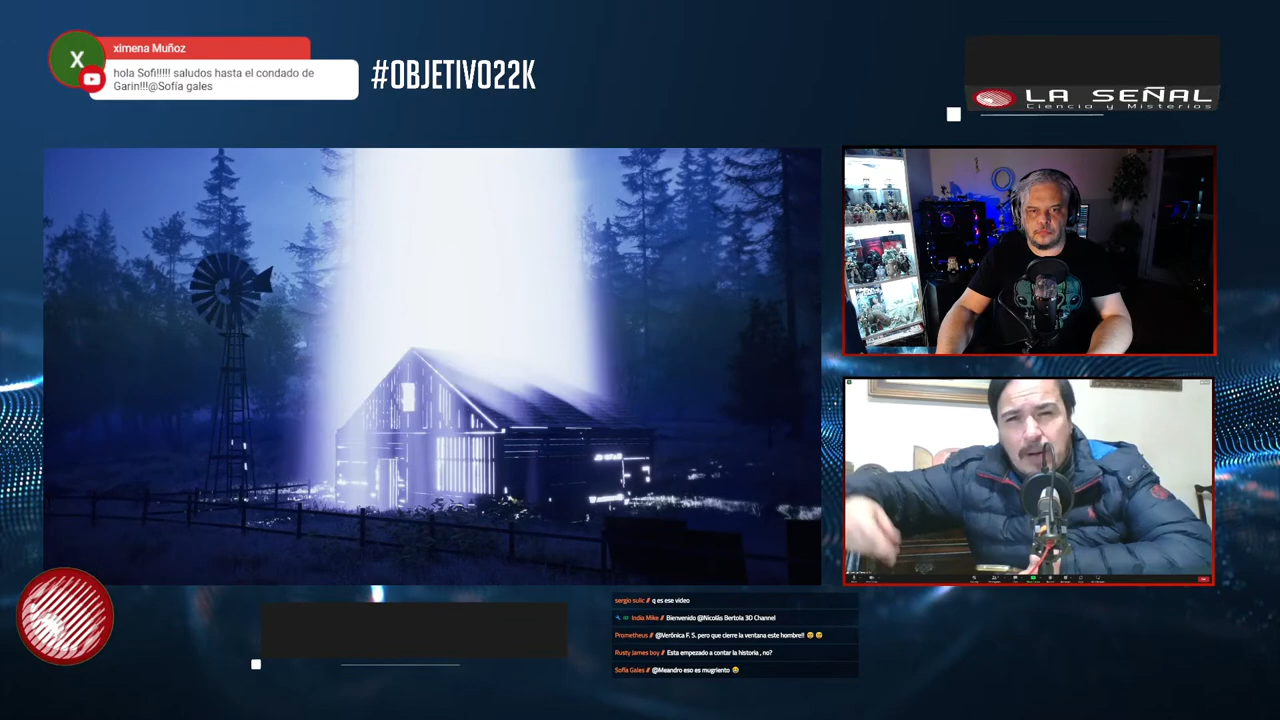 ximena Muñoz
hola Sofi!!!!! saludos hasta el condado de
Garin!!!@Sofía gales
#OBJETIVO22K
LA SEÑAL
Ciencia y Misterios
sergio sulic // q es ese video
India Mike // Bienvenido @Nicolás Bertola 3D Channel
Prometheus // @Verónica F. S. pero que cierre la ventana este hombre!!
Rusty James boy // Esta empezado a contar la historia , no?
Sofía Gales // @Meandro eso es mugriento
X